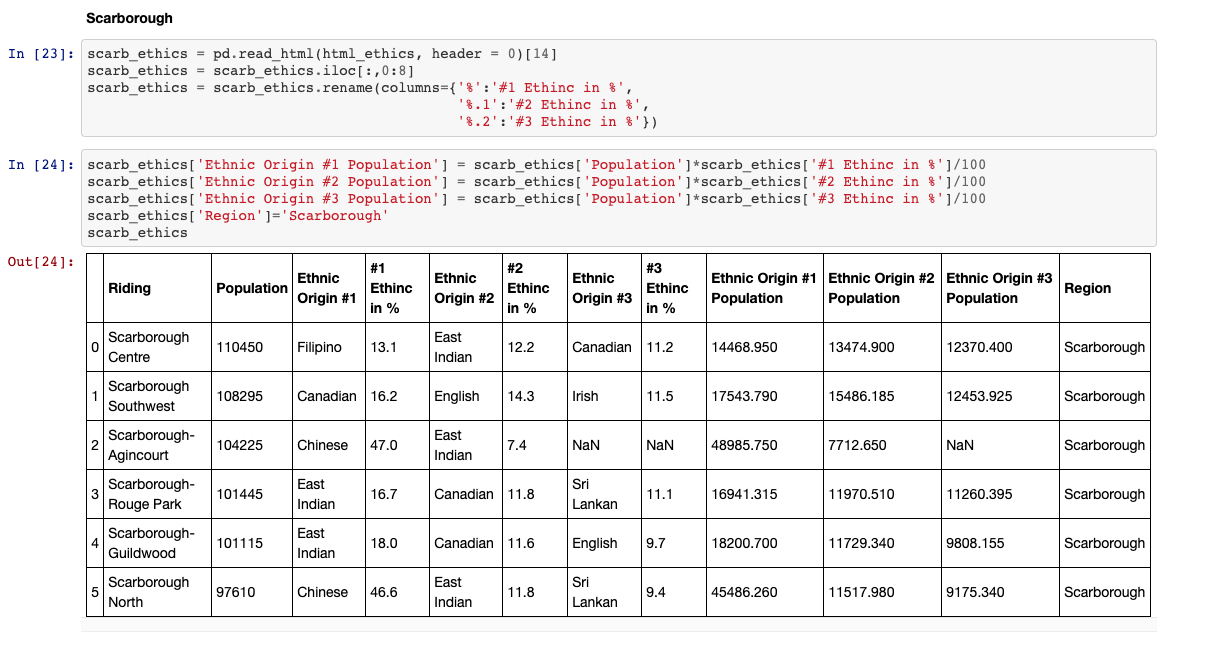 Scarborough
In [23]: scarb_ethics = pd.read_html(html_ethics, header = 0)[14]
scarb_ethics = scarb_ethics.iloc[:,0:8]
scarb_ethics = scarb_ethics.rename(columns={'%':'#1 Ethinc in %',
'%.1':'#2 Ethinc in %',
'%.2':'#3 Ethinc in %'})
In [24]: scarb_ethics['Ethnic Origin #1 Population'] = scarb_ethics['Population']*scarb_ethics['#1 Ethinc in %']/100
scarb_ethics['Ethnic Origin #2 Population'] = scarb_ethics['Population']*scarb_ethics['#2 Ethinc in %']/100
scarb_ethics['Ethnic Origin #3 Population'] = scarb_ethics['Population']*scarb_ethics['#3 Ethinc in %']/100
scarb_ethics['Region']='Scarborough'
scarb_ethics
Out[24]:
Riding Population Ethnic Origin #1 #1 Ethinc in % Ethnic Origin #2 #2 Ethinc in % Ethnic Origin #3 #3 Ethinc in % Ethnic Origin #1 Population Ethnic Origin #2 Population Ethnic Origin #3 Population Region
0 Scarborough Centre 110450 Filipino 13.1 East Indian 12.2 Canadian 11.2 14468.950 13474.900 12370.400 Scarborough
1 Scarborough Southwest 108295 Canadian 16.2 English 14.3 Irish 11.5 17543.790 15486.185 12453.925 Scarborough
2 Scarborough-Agincourt 104225 Chinese 47.0 East Indian 7.4 NaN NaN 48985.750 7712.650 NaN Scarborough
3 Scarborough-Rouge Park 101445 East Indian 16.7 Canadian 11.8 Sri Lankan 11.1 16941.315 11970.510 11260.395 Scarborough
4 Scarborough-Guildwood 101115 East Indian 18.0 Canadian 11.6 English 9.7 18200.700 11729.340 9808.155 Scarborough
5 Scarborough North 97610 Chinese 46.6 East Indian 11.8 Sri Lankan 9.4 45486.260 11517.980 9175.340 Scarborough